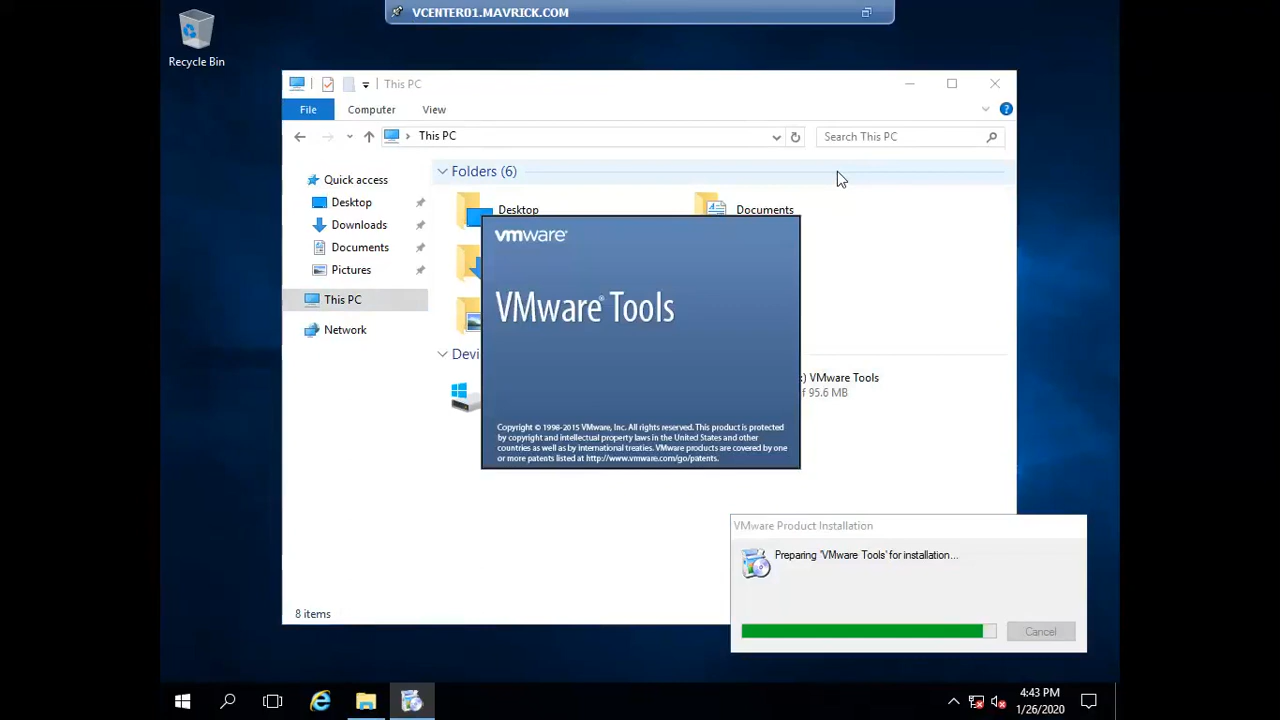 VCENTER01.MAVRICK.COM
Recycle Bin
This PC
File Computer View
This PC
Search This PC
Quick access
Desktop
Downloads
Documents
Pictures
This PC
Network
Folders (6)
Desktop
Documents
Devi
:) VMware Tools
f 95.6 MB
vmware®
VMware® Tools
Copyright © 1998-2015 VMware, Inc. All rights reserved. This product is protected
by copyright and intellectual property laws in the United States and other
countries as well as by international treaties. VMware products are covered by one
or more patents listed at http://www.vmware.com/go/patents.
8 items
VMware Product Installation
Preparing 'VMware Tools' for installation...
Cancel
4:43 PM
1/26/2020